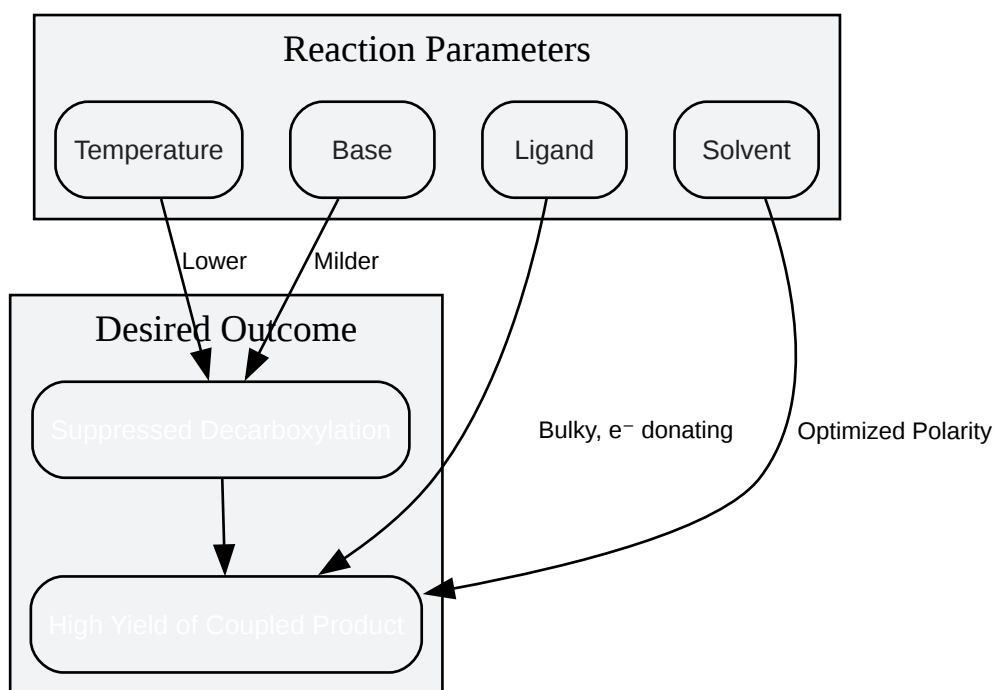 Reaction Parameters
Temperature
Base
Ligand
Solvent
Lower
Milder
Desired Outcome
Suppressed Decarboxylation
Bulky, e⁻ donating
Optimized Polarity
High Yield of Coupled Product